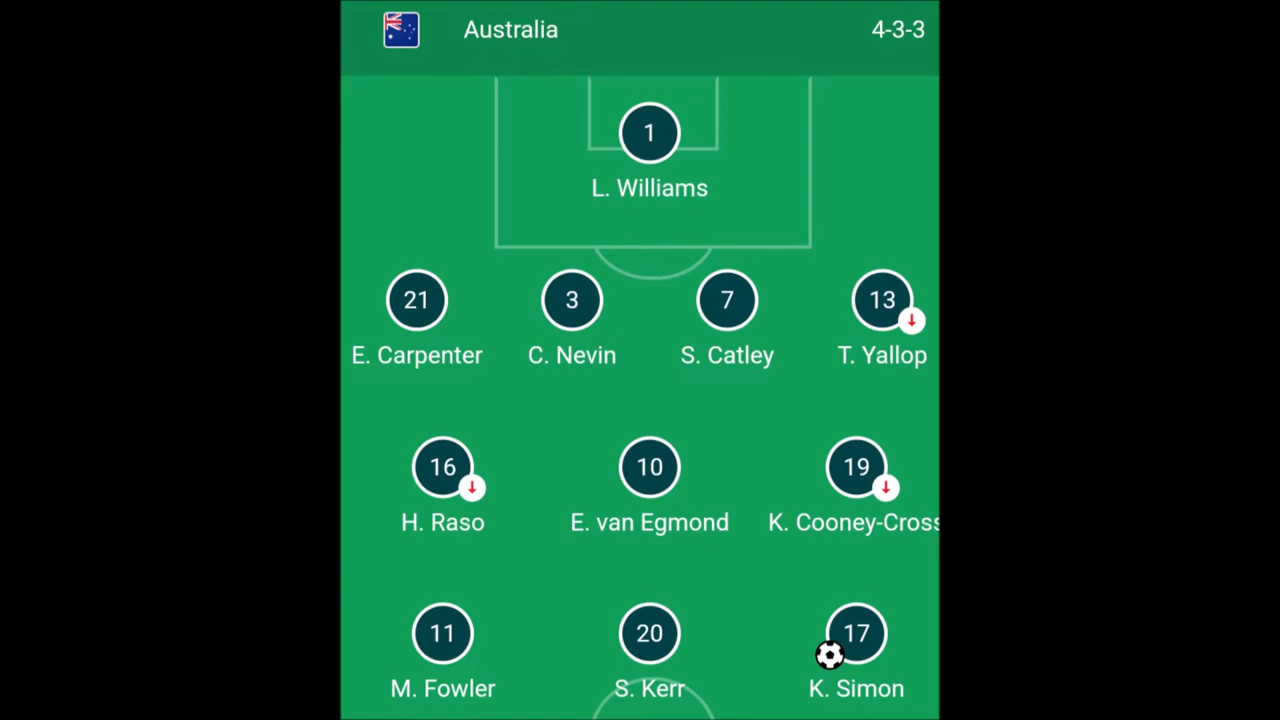 Australia 4-3-3
1
L. Williams
21 3 7 13
E. Carpenter C. Nevin S. Catley T. Yallop
16 10 19
H. Raso E. van Egmond K. Cooney-Cross
11 20 17
M. Fowler S. Kerr K. Simon